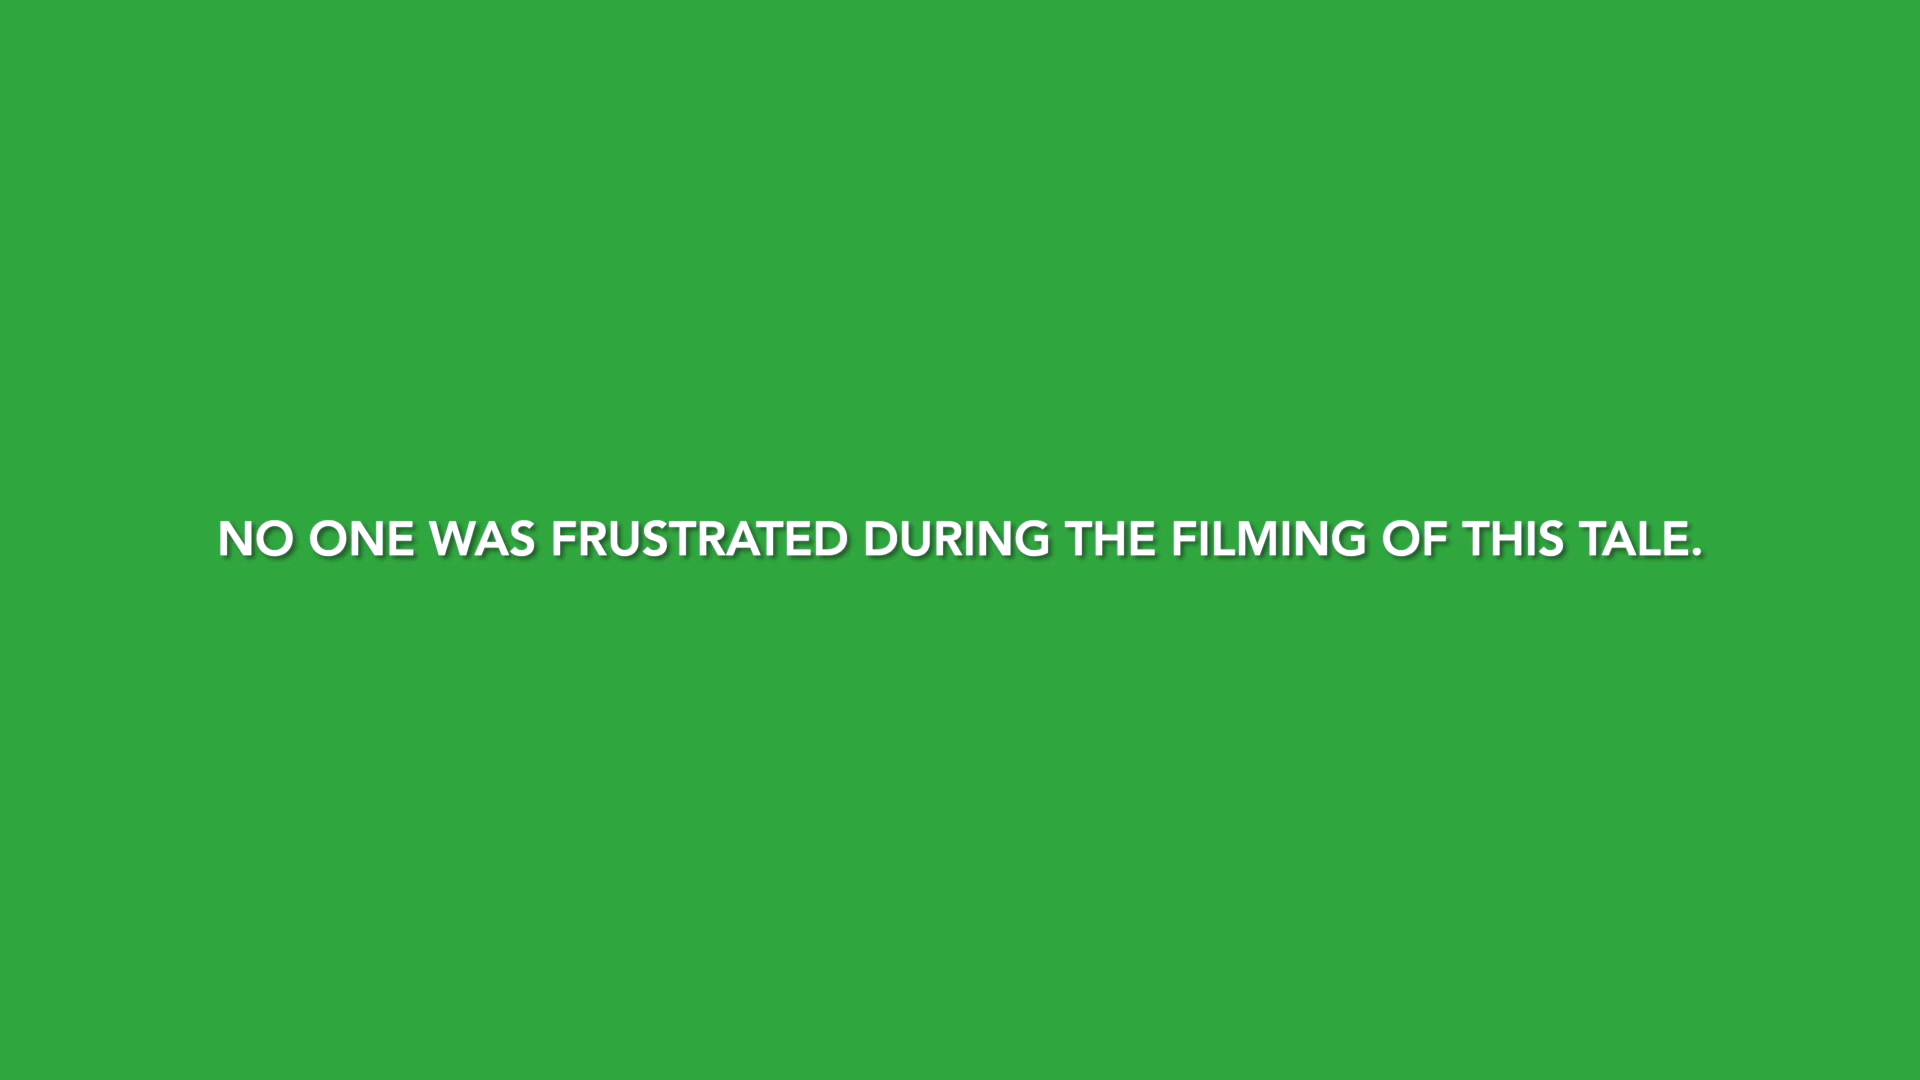 NO ONE WAS FRUSTRATED DURING THE FILMING OF THIS TALE.